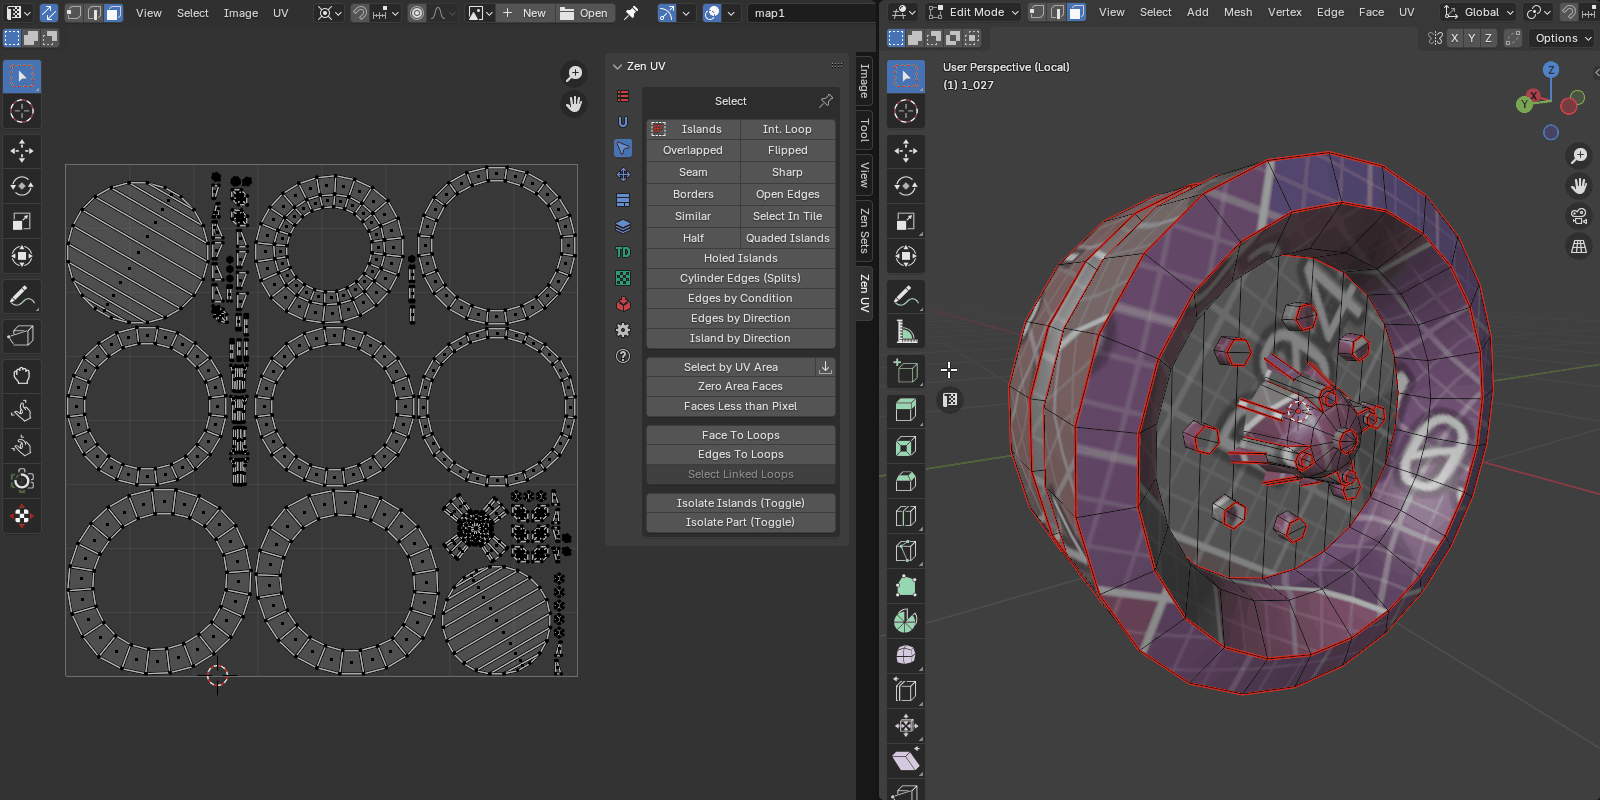 View Select Image UV New Open map1
Edit Mode View Select Add Mesh Vertex Edge Face UV Global
X Y Z Options
Zen UV
Select
Islands Int. Loop
Overlapped Flipped
Seam Sharp
Borders Open Edges
Similar Select In Tile
Half Quaded Islands
Holed Islands
Cylinder Edges (Splits)
Edges by Condition
Edges by Direction
Island by Direction
Select by UV Area
Zero Area Faces
Faces Less than Pixel
Face To Loops
Edges To Loops
Select Linked Loops
Isolate Islands (Toggle)
Isolate Part (Toggle)
TD
Image
Tool
View
Zen Sets
Zen UV
User Perspective (Local)
(1) 1_027
Z
X
Y